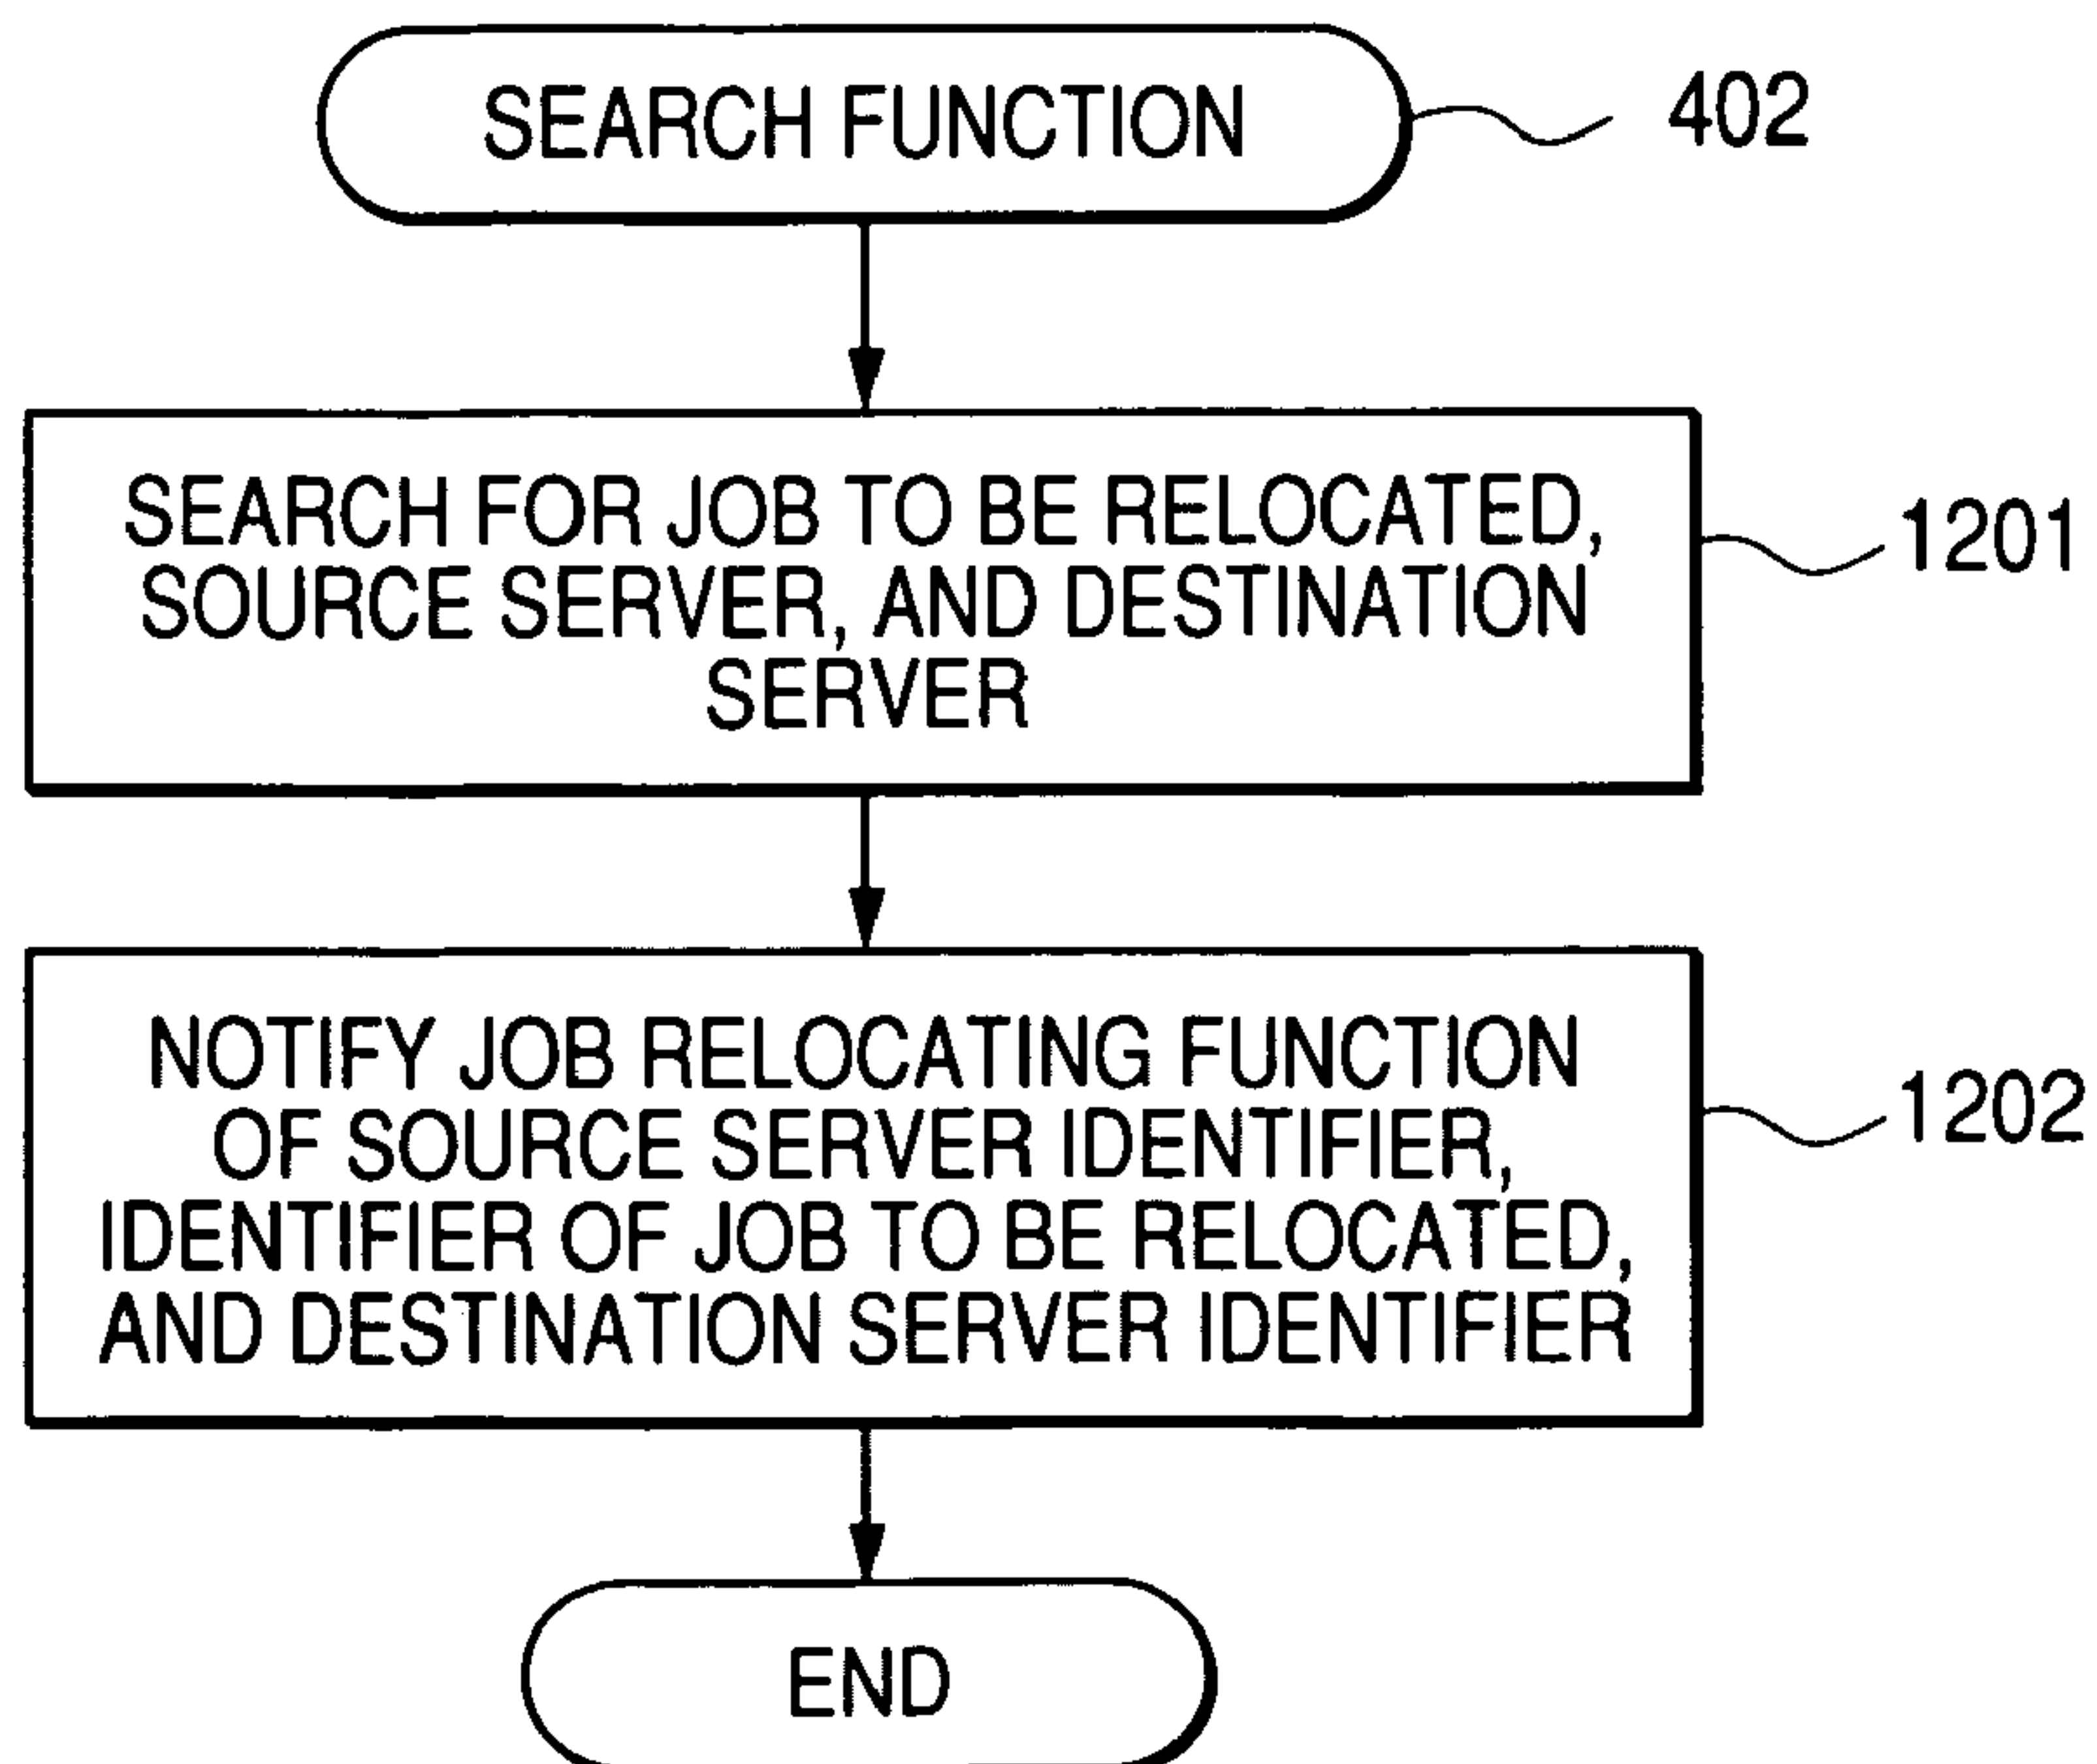 SEARCH FUNCTION
402
SEARCH FOR JOB TO BE RELOCATED,
SOURCE SERVER, AND DESTINATION
SERVER
1201
NOTIFY JOB RELOCATING FUNCTION
OF SOURCE SERVER IDENTIFIER,
IDENTIFIER OF JOB TO BE RELOCATED,
AND DESTINATION SERVER IDENTIFIER
1202
END